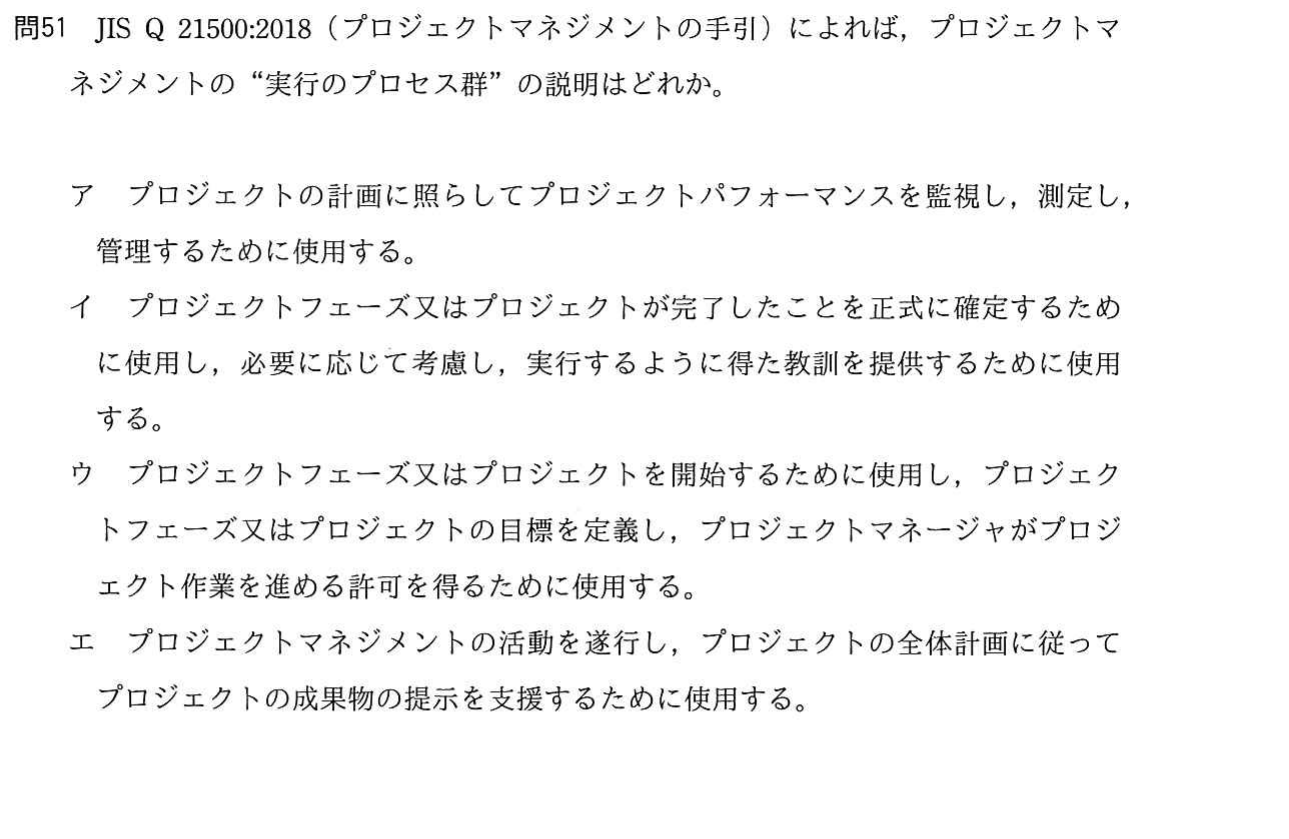 問51 JIS Q 21500:2018（プロジェクトマネジメントの手引）によれば，プロジェクトマ
ネジメントの“実行のプロセス群”の説明はどれか。
ア プロジェクトの計画に照らしてプロジェクトパフォーマンスを監視し，測定し，
管理するために使用する。
イ プロジェクトフェーズ又はプロジェクトが完了したことを正式に確定するため
に使用し，必要に応じて考慮し，実行するように得た教訓を提供するために使用
する。
ウ プロジェクトフェーズ又はプロジェクトを開始するために使用し，プロジェク
トフェーズ又はプロジェクトの目標を定義し，プロジェクトマネージャがプロジ
ェクト作業を進める許可を得るために使用する。
エ プロジェクトマネジメントの活動を遂行し，プロジェクトの全体計画に従って
プロジェクトの成果物の提示を支援するために使用する。